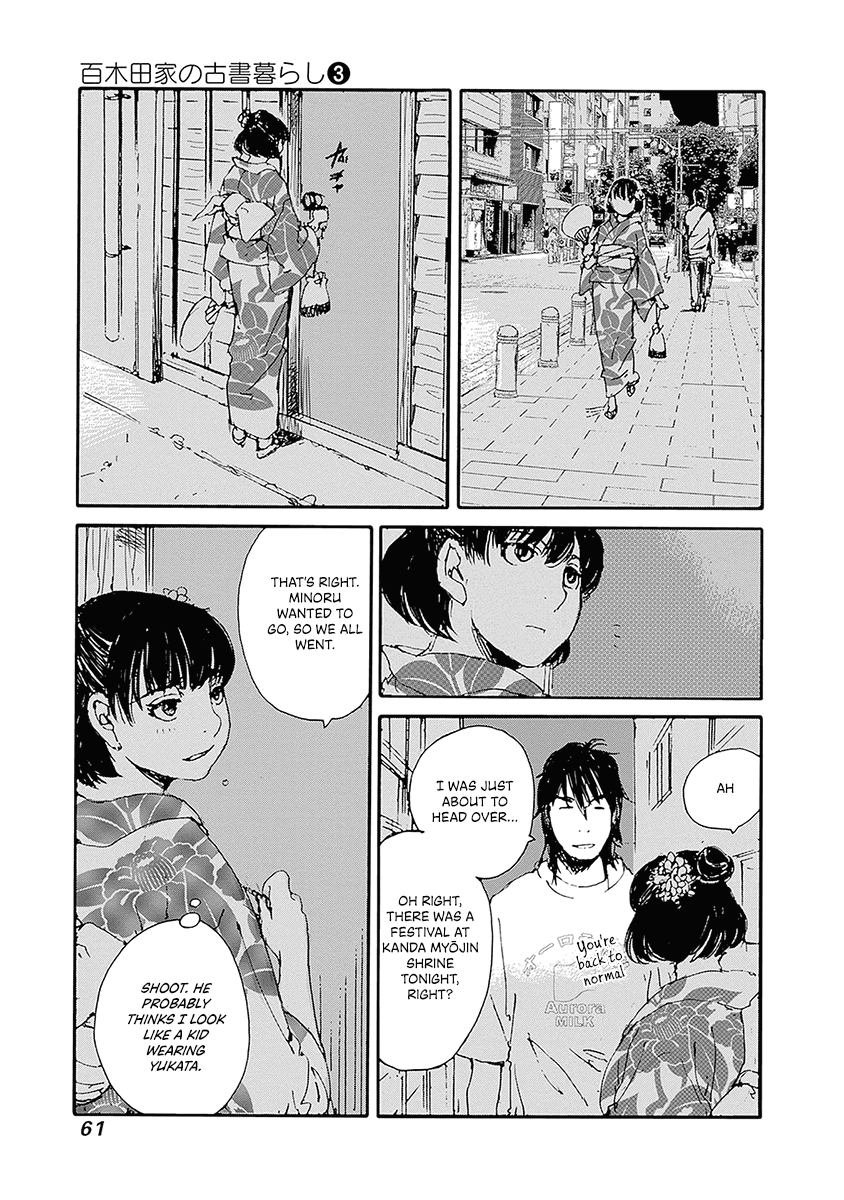 百木田家の古書暮らし❸
ガチャ
AH
I WAS JUST
ABOUT TO
HEAD OVER...
OH RIGHT,
THERE WAS A
FESTIVAL AT
KANDA MYŌJIN
SHRINE
TONIGHT,
RIGHT?
You're
back to
normal
Aurora
MILK
THAT'S RIGHT.
MINORU
WANTED TO
GO, SO WE ALL
WENT.
SHOOT. HE
PROBABLY
THINKS I LOOK
LIKE A KID
WEARING
YUKATA.
61